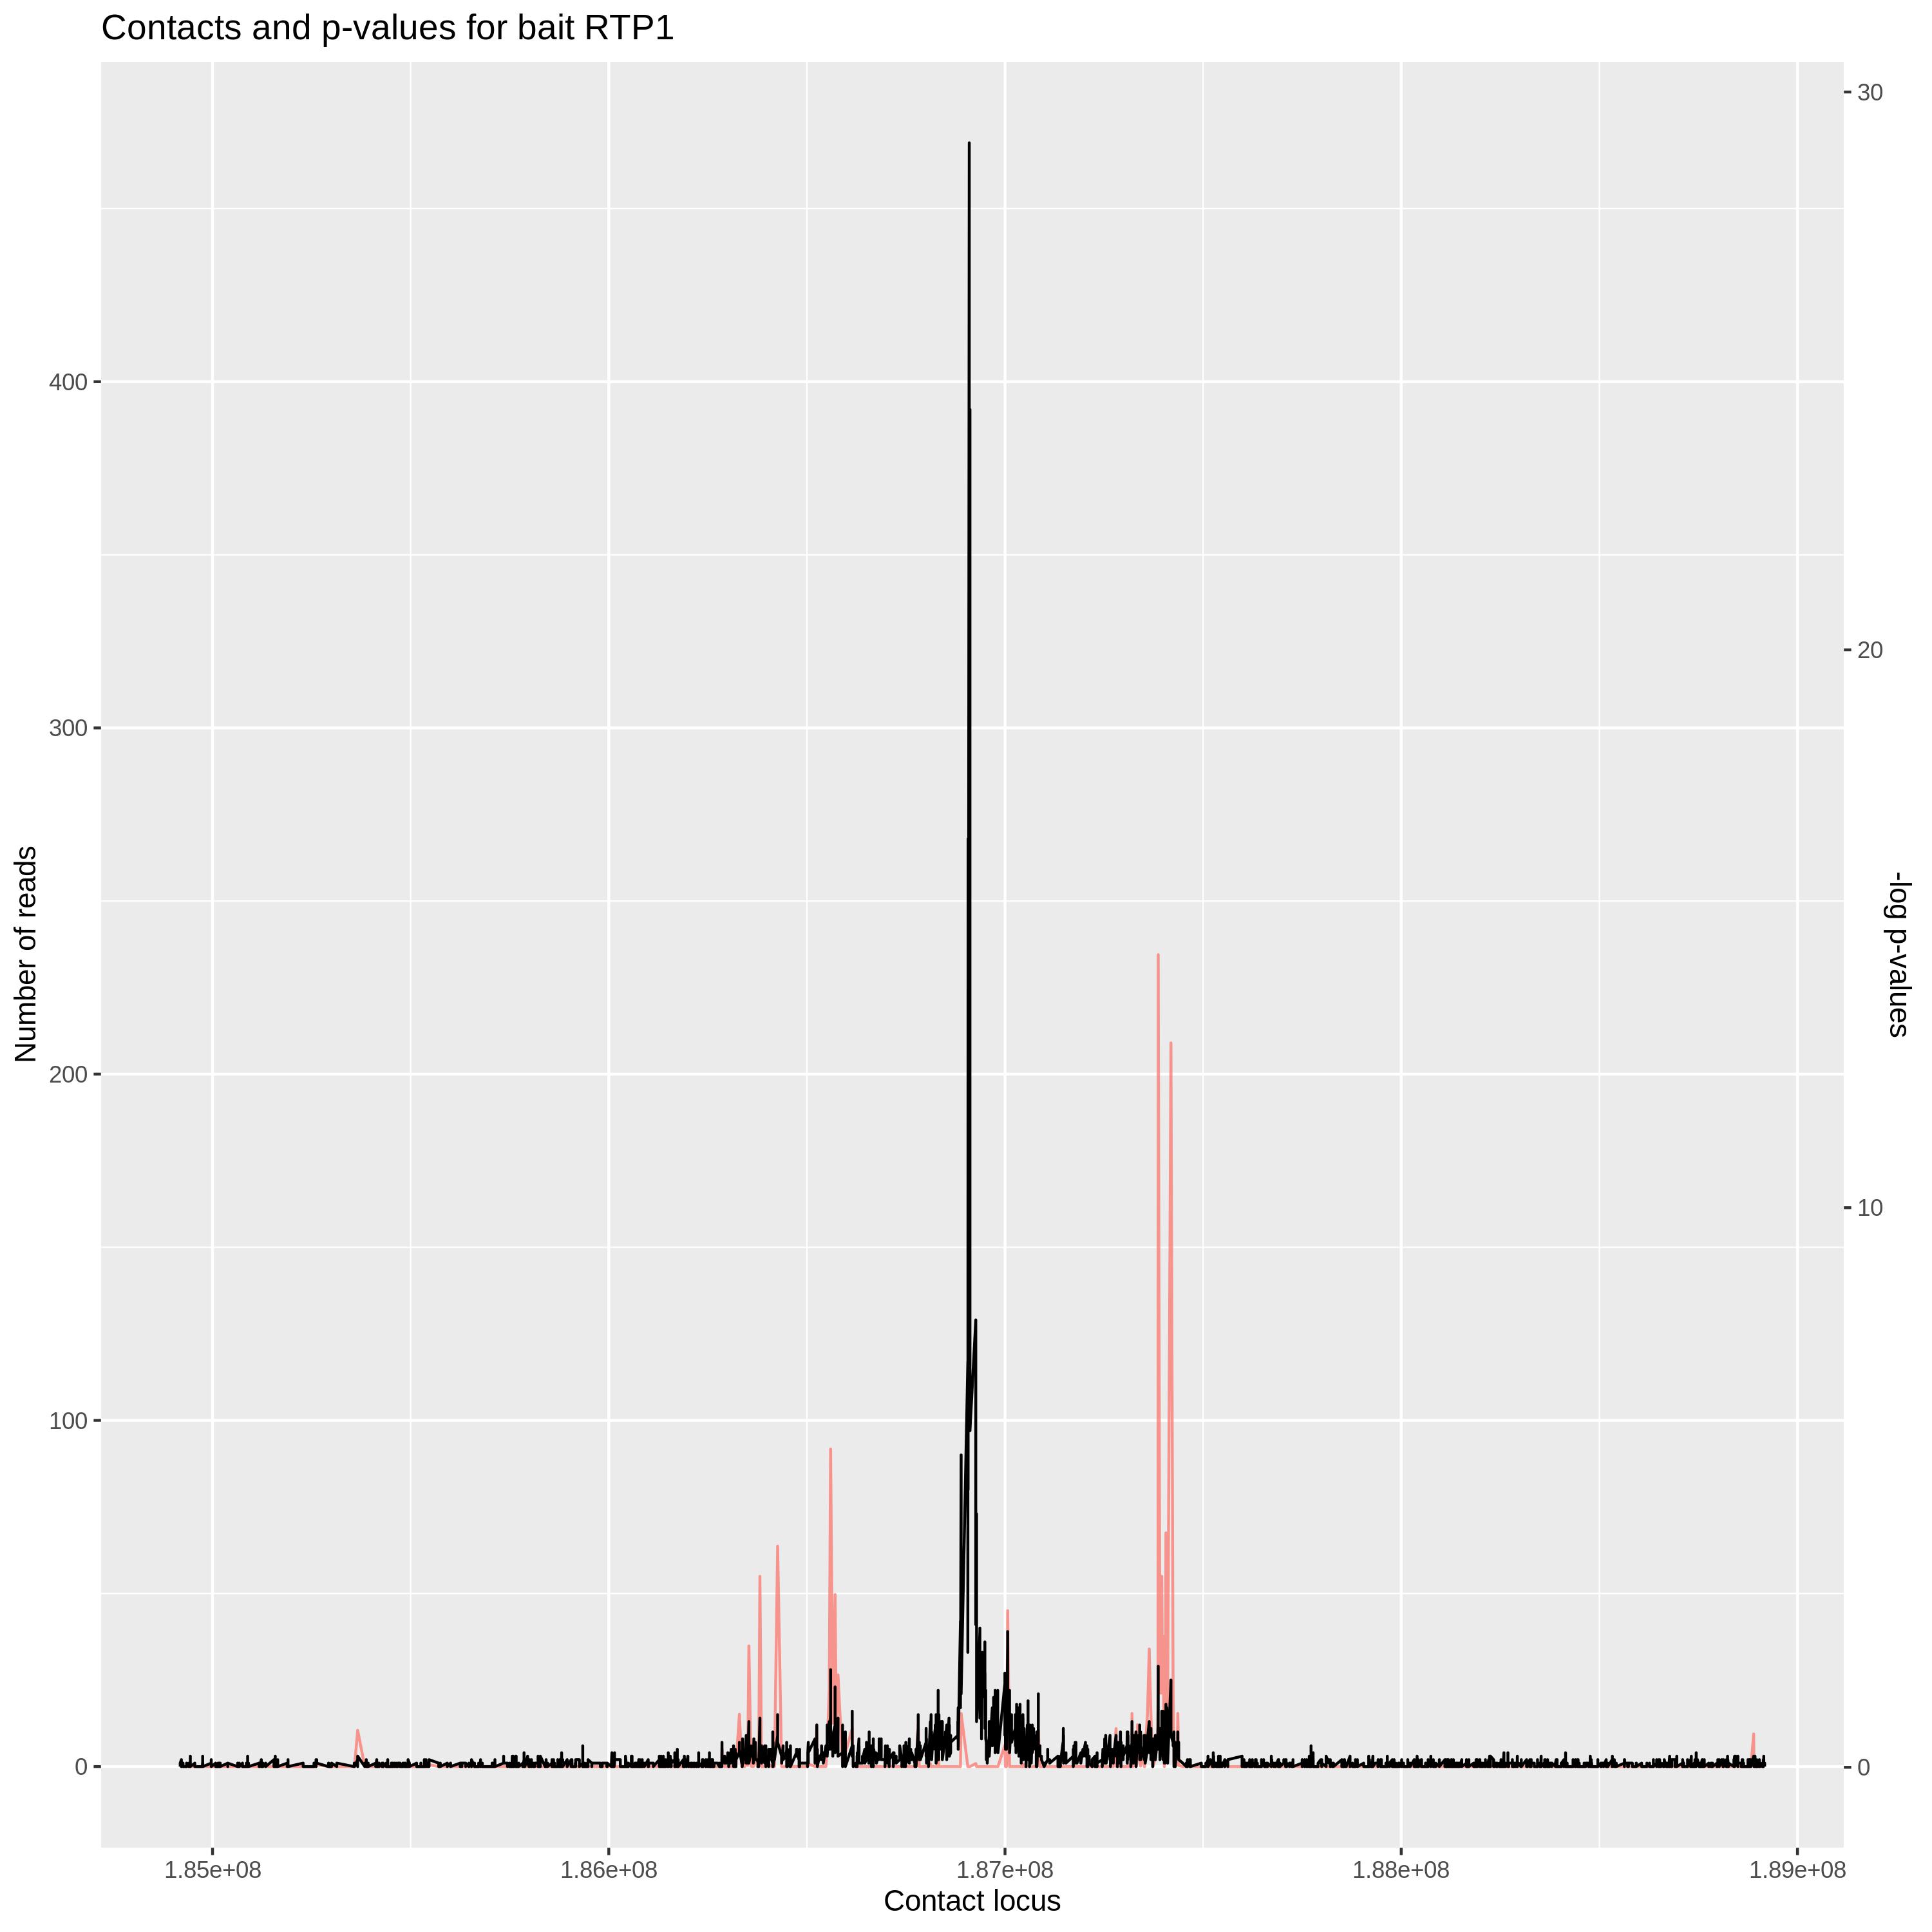 Contacts and p-values for bait RTP1
Number of reads
400
300
200
100
0
30
20
10
0
-log p-values
1.85e+08 1.86e+08 1.87e+08 1.88e+08 1.89e+08
Contact locus